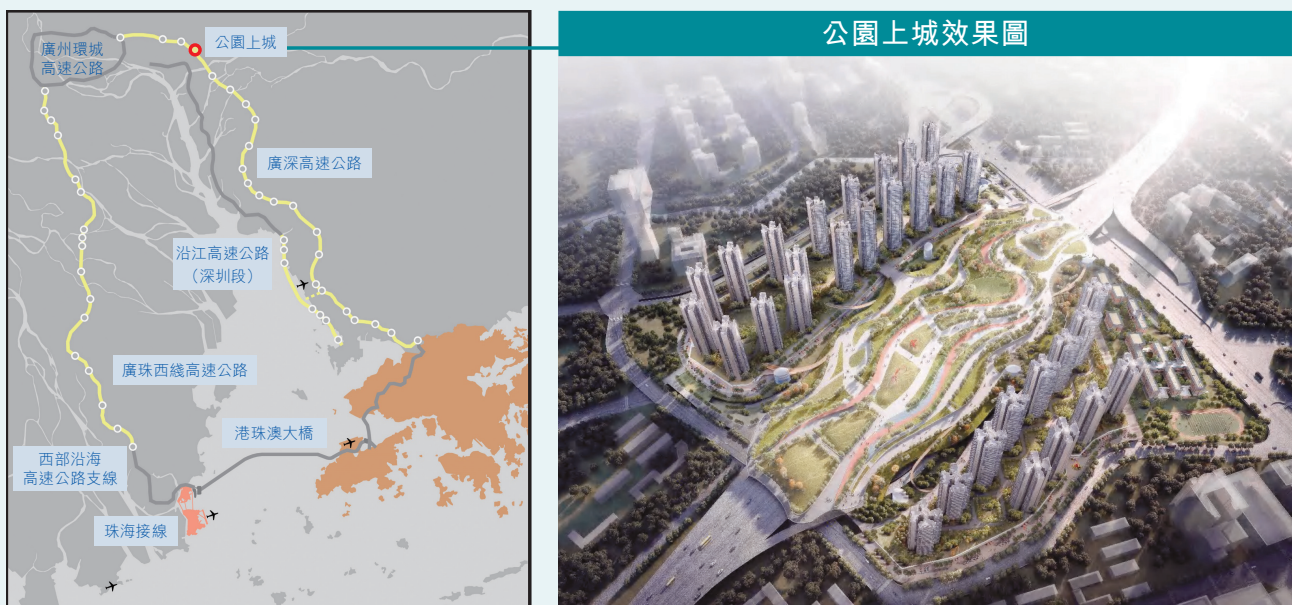 公園上城效果圖
公園上城
廣州環城
高速公路
廣深高速公路
沿江高速公路
（深圳段）
廣珠西綫高速公路
港珠澳大橋
西部沿海
高速公路支線
珠海接線